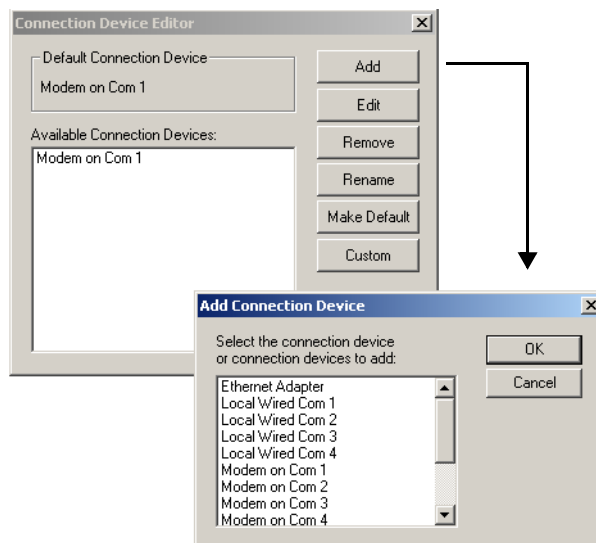 Connection Device Editor
Default Connection Device
Modem on Com 1
Available Connection Devices:
Modem on Com 1
Add
Edit
Remove
Rename
Make Default
Custom
Add Connection Device
Select the connection device
or connection devices to add:
Ethernet Adapter
Local Wired Com 1
Local Wired Com 2
Local Wired Com 3
Local Wired Com 4
Modem on Com 1
Modem on Com 2
Modem on Com 3
Modem on Com 4
OK
Cancel